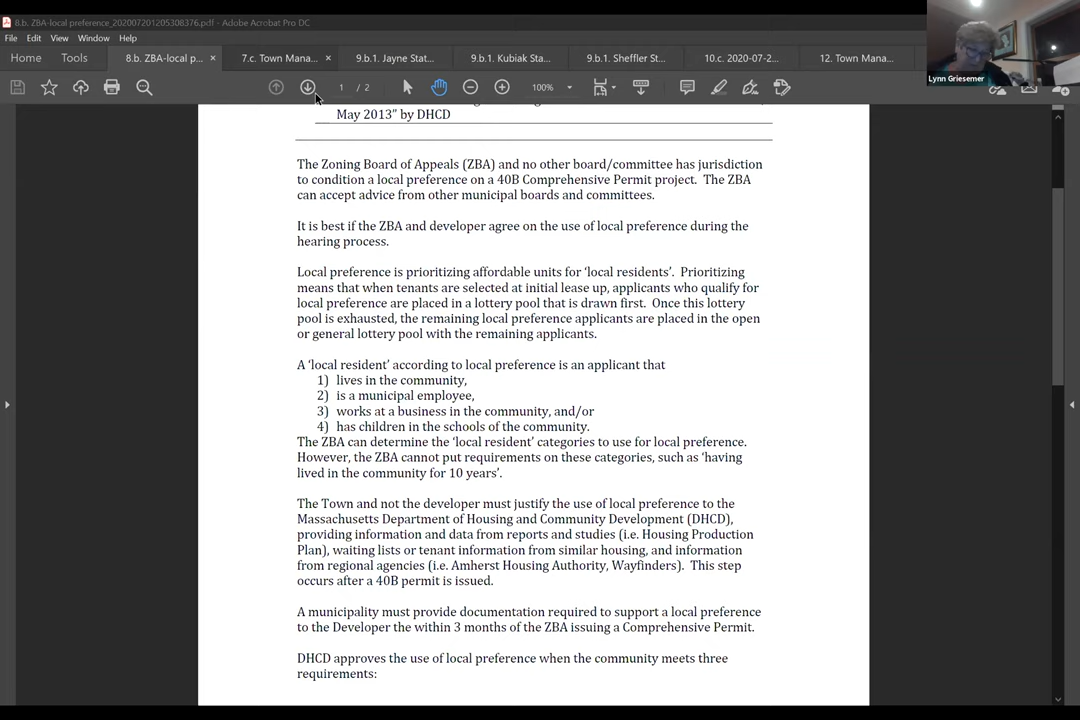 8.b. ZBA-local preference_202007201205308376.pdf - Adobe Acrobat Pro DC
File Edit View Window Help
Home Tools 8.b. ZBA-local p... × 7.c. Town Mana... × 9.b.1. Jayne Stat... 9.b.1. Kubiak Sta... 9.b.1. Sheffler St... 10.c. 2020-07-2... 12. Town Mana...
Lynn Griesemer
1 / 2 100%
May 2013" by DHCD
The Zoning Board of Appeals (ZBA) and no other board/committee has jurisdiction
to condition a local preference on a 40B Comprehensive Permit project. The ZBA
can accept advice from other municipal boards and committees.
It is best if the ZBA and developer agree on the use of local preference during the
hearing process.
Local preference is prioritizing affordable units for 'local residents'. Prioritizing
means that when tenants are selected at initial lease up, applicants who qualify for
local preference are placed in a lottery pool that is drawn first. Once this lottery
pool is exhausted, the remaining local preference applicants are placed in the open
or general lottery pool with the remaining applicants.
A 'local resident' according to local preference is an applicant that
1) lives in the community,
2) is a municipal employee,
3) works at a business in the community, and/or
4) has children in the schools of the community.
The ZBA can determine the 'local resident' categories to use for local preference.
However, the ZBA cannot put requirements on these categories, such as 'having
lived in the community for 10 years'.
The Town and not the developer must justify the use of local preference to the
Massachusetts Department of Housing and Community Development (DHCD),
providing information and data from reports and studies (i.e. Housing Production
Plan), waiting lists or tenant information from similar housing, and information
from regional agencies (i.e. Amherst Housing Authority, Wayfinders). This step
occurs after a 40B permit is issued.
A municipality must provide documentation required to support a local preference
to the Developer the within 3 months of the ZBA issuing a Comprehensive Permit.
DHCD approves the use of local preference when the community meets three
requirements: